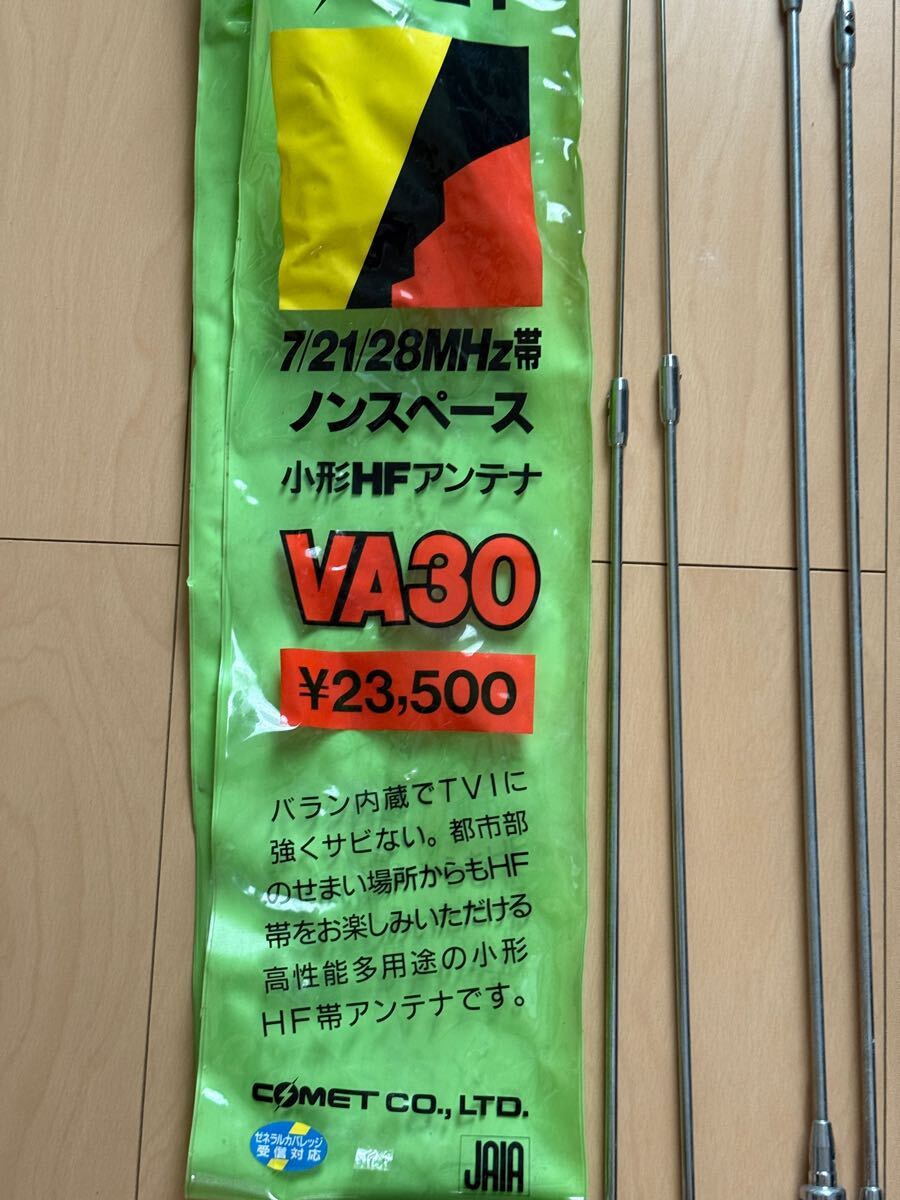 7/21/28MHz帯
ノンスペース
小形HFアンテナ
VA30
¥23,500
バラン内蔵でTVIに
強くサビない。都市部
のせまい場所からもHF
帯をお楽しみいただける
高性能多用途の小形
HF帯アンテナです。
COMET CO., LTD.
ゼネラルカバレッジ
受信対応
JAIA